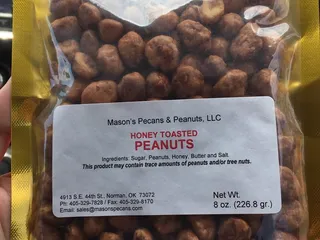 Mason's Pecans & Peanuts, LLC
HONEY TOASTED
PEANUTS
Ingredients: Sugar, Peanuts, Honey, Butter and Salt.
This product may contain trace amounts of peanuts and/or tree nuts.
4913 S.E. 44th St., Norman, OK 73072
Ph: 405-329-7828 / Fax: 405-329-8170
Email: sales@masonspecans.com
Net Wt.
8 oz. (226.8 gr.)